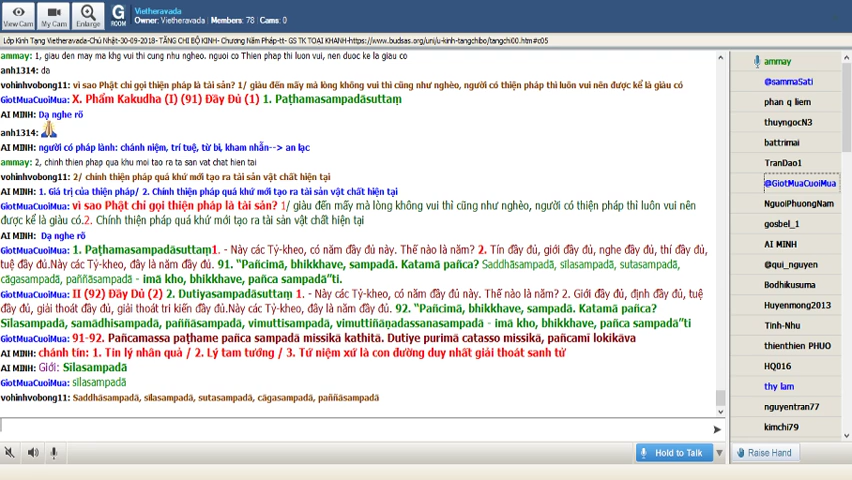 View Cam
My Cam
Enlarge
G
ROOM
Vietheravada
Owner: Vietheravada | Members: 78 | Cams: 0
Lớp Kinh Tạng Vietheravada-Chủ Nhật-30-09-2018- TĂNG CHI BỘ KINH- Chương Năm Pháp-tt- GS TK TOẠI KHANH-https://www.budsas.org/uni/u-kinh-tangchibo/tangchi00.htm#c05
ammay: 1, giau đen may ma khg vui thi cung nhu ngheo. nguoi co Thien phap thi luon vui, nen duoc ke la giau co
anh1314: da
vohinhvobong11: vì sao Phật chỉ gọi thiện pháp là tài sản? 1/ giàu đến mấy mà lòng không vui thì cũng như nghèo, người có thiện pháp thì luôn vui nên được kể là giàu có
GiotMuaCuoiMua: X. Phẩm Kakudha (I) (91) Đầy Đủ (1) 1. Paṭhamasampadāsuttaṃ
AI MINH: Dạ nghe rõ
anh1314:
AI MINH: người có pháp lành: chánh niệm, trí tuệ, từ bi, kham nhẫn--> an lạc
ammay: 2, chinh thien phap qua khu moi tao ra ta san vat chat hien tai
vohinhvobong11: 2/ chính thiện pháp quá khứ mới tạo ra tài sản vật chất hiện tại
AI MINH: 1. Giá trị của thiện pháp/ 2. Chính thiện pháp quá khứ mới tạo ra tài sản vật chất hiện tại
GiotMuaCuoiMua: vì sao Phật chỉ gọi thiện pháp là tài sản? 1/ giàu đến mấy mà lòng không vui thì cũng như nghèo, người có thiện pháp thì luôn vui nên
được kể là giàu có.2. Chính thiện pháp quá khứ mới tạo ra tài sản vật chất hiện tại
AI MINH: Dạ nghe rõ
GiotMuaCuoiMua: 1. Paṭhamasampadāsuttaṃ1. - Này các Tỷ-kheo, có năm đầy đủ này. Thế nào là năm? 2. Tín đầy đủ, giới đầy đủ, nghe đầy đủ, thí đầy đủ,
tuệ đầy đủ.Này các Tỷ-kheo, đây là năm đầy đủ. 91. “Pañcimā, bhikkhave, sampadā. Katamā pañca? Saddhāsampadā, sīlasampadā, sutasampadā,
cāgasampadā, paññāsampadā - imā kho, bhikkhave, pañca sampadā”ti.
GiotMuaCuoiMua: II (92) Đầy Đủ (2) 2. Dutiyasampadāsuttaṃ 1. - Này các Tỷ-kheo, có năm đầy đủ này. Thế nào là năm? 2. Giới đầy đủ, định đầy đủ, tuệ
đầy đủ, giải thoát đầy đủ, giải thoát tri kiến đầy đủ.Này các Tỷ-kheo, đây là năm đầy đủ. 92. “Pañcimā, bhikkhave, sampadā. Katamā pañca?
Sīlasampadā, samādhisampadā, paññāsampadā, vimuttisampadā, vimuttiñāṇadassanasampadā - imā kho, bhikkhave, pañca sampadā”ti
GiotMuaCuoiMua: 91-92. Pañcamassa paṭhame pañca sampadā missikā kathitā. Dutiye purimā catasso missikā, pañcamī lokikāva
AI MINH: chánh tín: 1. Tin lý nhân quả / 2. Lý tam tướng / 3. Tứ niệm xứ là con đường duy nhất giải thoát sanh tử
AI MINH: Giới: Sīlasampadā
GiotMuaCuoiMua: sīlasampadā
vohinhvobong11: Saddhāsampadā, sīlasampadā, sutasampadā, cāgasampadā, paññāsampadā
Hold to Talk
Raise Hand
ammay
@sammaSati
phan q liem
thuyngocN3
battrimai
TranDao1
@GiotMuaCuoiMua
NguoiPhuongNam
gosbel_1
AI MINH
@qui_nguyen
Bodhikusuma
Huyenmong2013
Tinh-Nhu
thienthien PHUO
HQ016
thy lam
nguyentran77
kimchi79